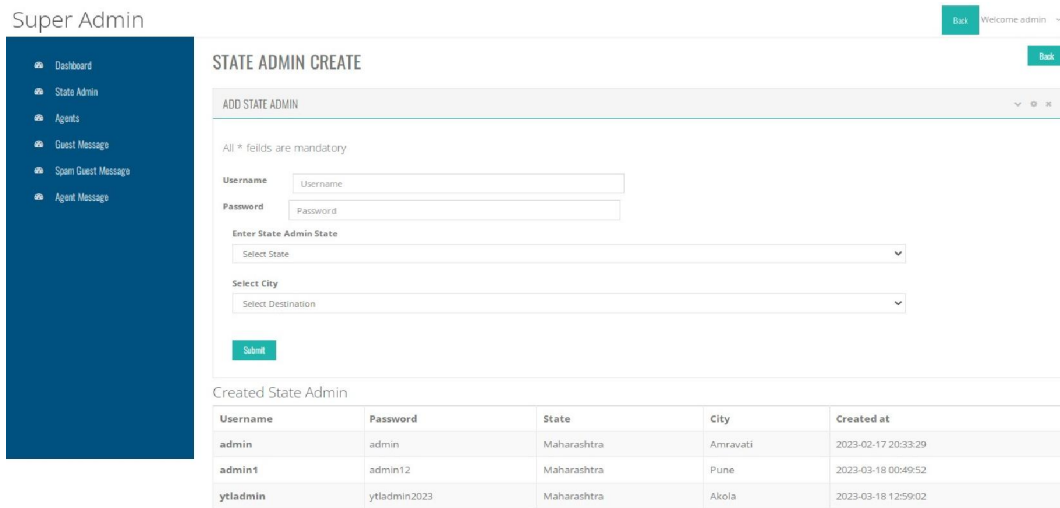 Super Admin
Back Welcome admin
Dashboard
State Admin
Agents
Guest Message
Spam Guest Message
Agent Message
STATE ADMIN CREATE
Back
ADD STATE ADMIN
All * feilds are mandatory
Username Username
Password Password
Enter State Admin State
Select State
Select City
Select Destination
Submit
Created State Admin
Username Password State City Created at
admin admin Maharashtra Amravati 2023-02-17 20:33:29
admin1 admin12 Maharashtra Pune 2023-03-18 00:49:52
ytladmin ytladmin2023 Maharashtra Akola 2023-03-18 12:59:02